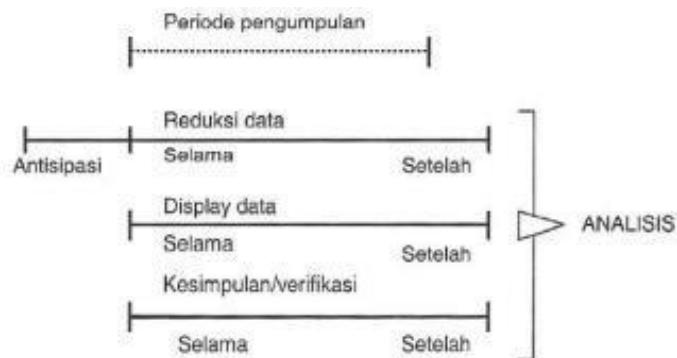 Periode pengumpulan
Reduksi data
Antisipasi
Selama
Setelah
Display data
Selama
Setelah
ANALISIS
Kesimpulan/verifikasi
Selama
Setelah